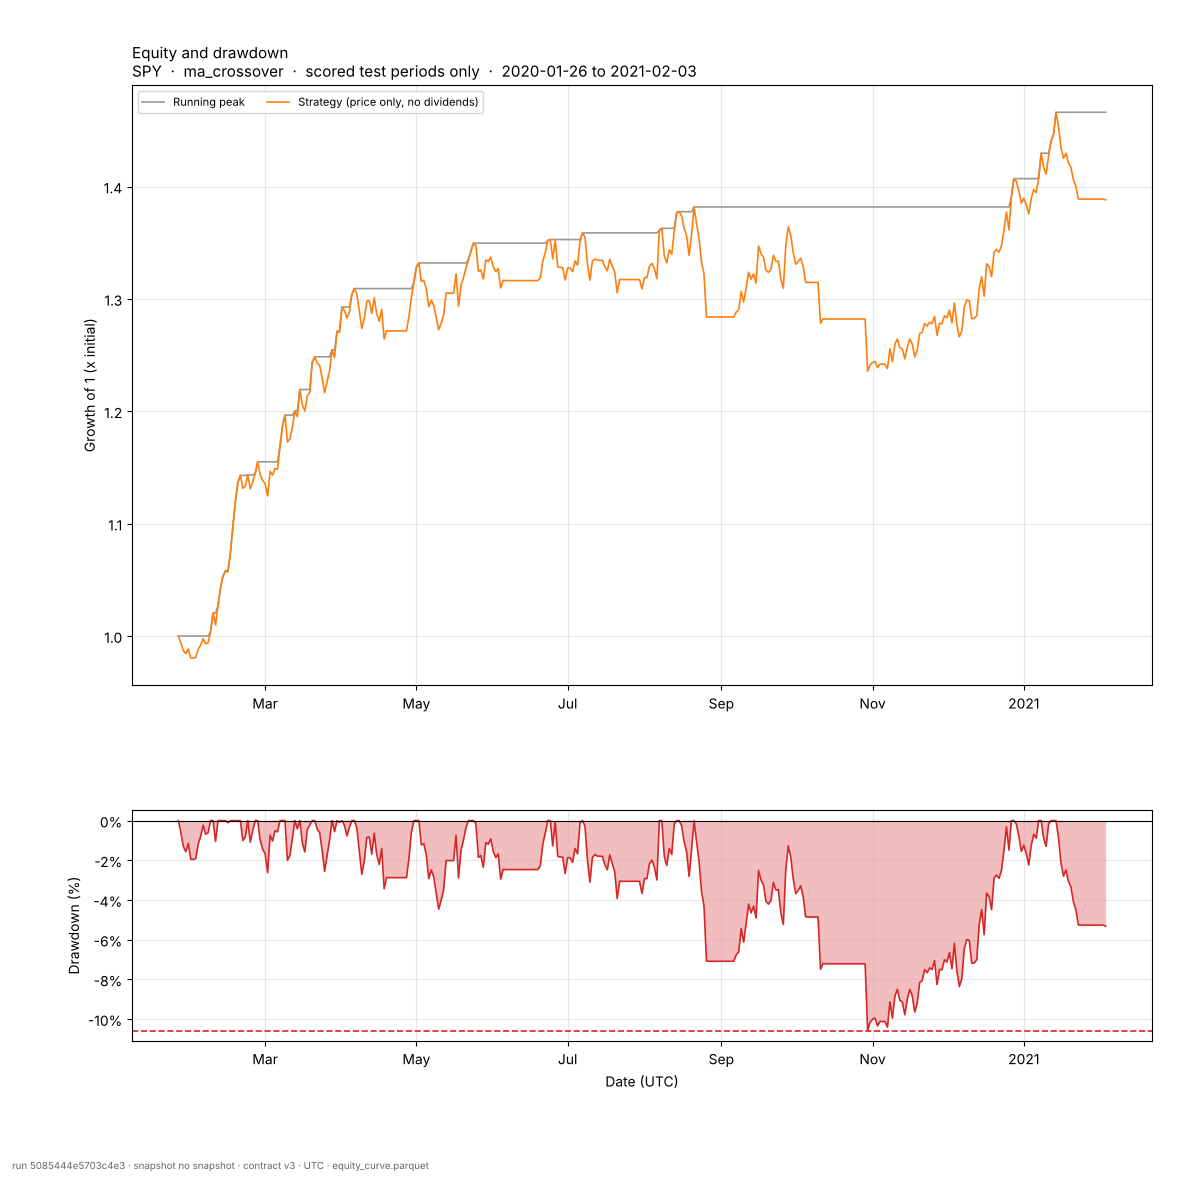 Equity and drawdown
SPY · ma_crossover · scored test periods only · 2020-01-26 to 2021-02-03
Running peak
Strategy (price only, no dividends)
Growth of 1 (x initial)
1.4
1.3
1.2
1.1
1.0
Mar
May
Jul
Sep
Nov
2021
Drawdown (%)
0%
-2%
-4%
-6%
-8%
-10%
Mar
May
Jul
Sep
Nov
2021
Date (UTC)
run 5085444e5703c4e3 · snapshot no snapshot · contract v3 · UTC · equity_curve.parquet